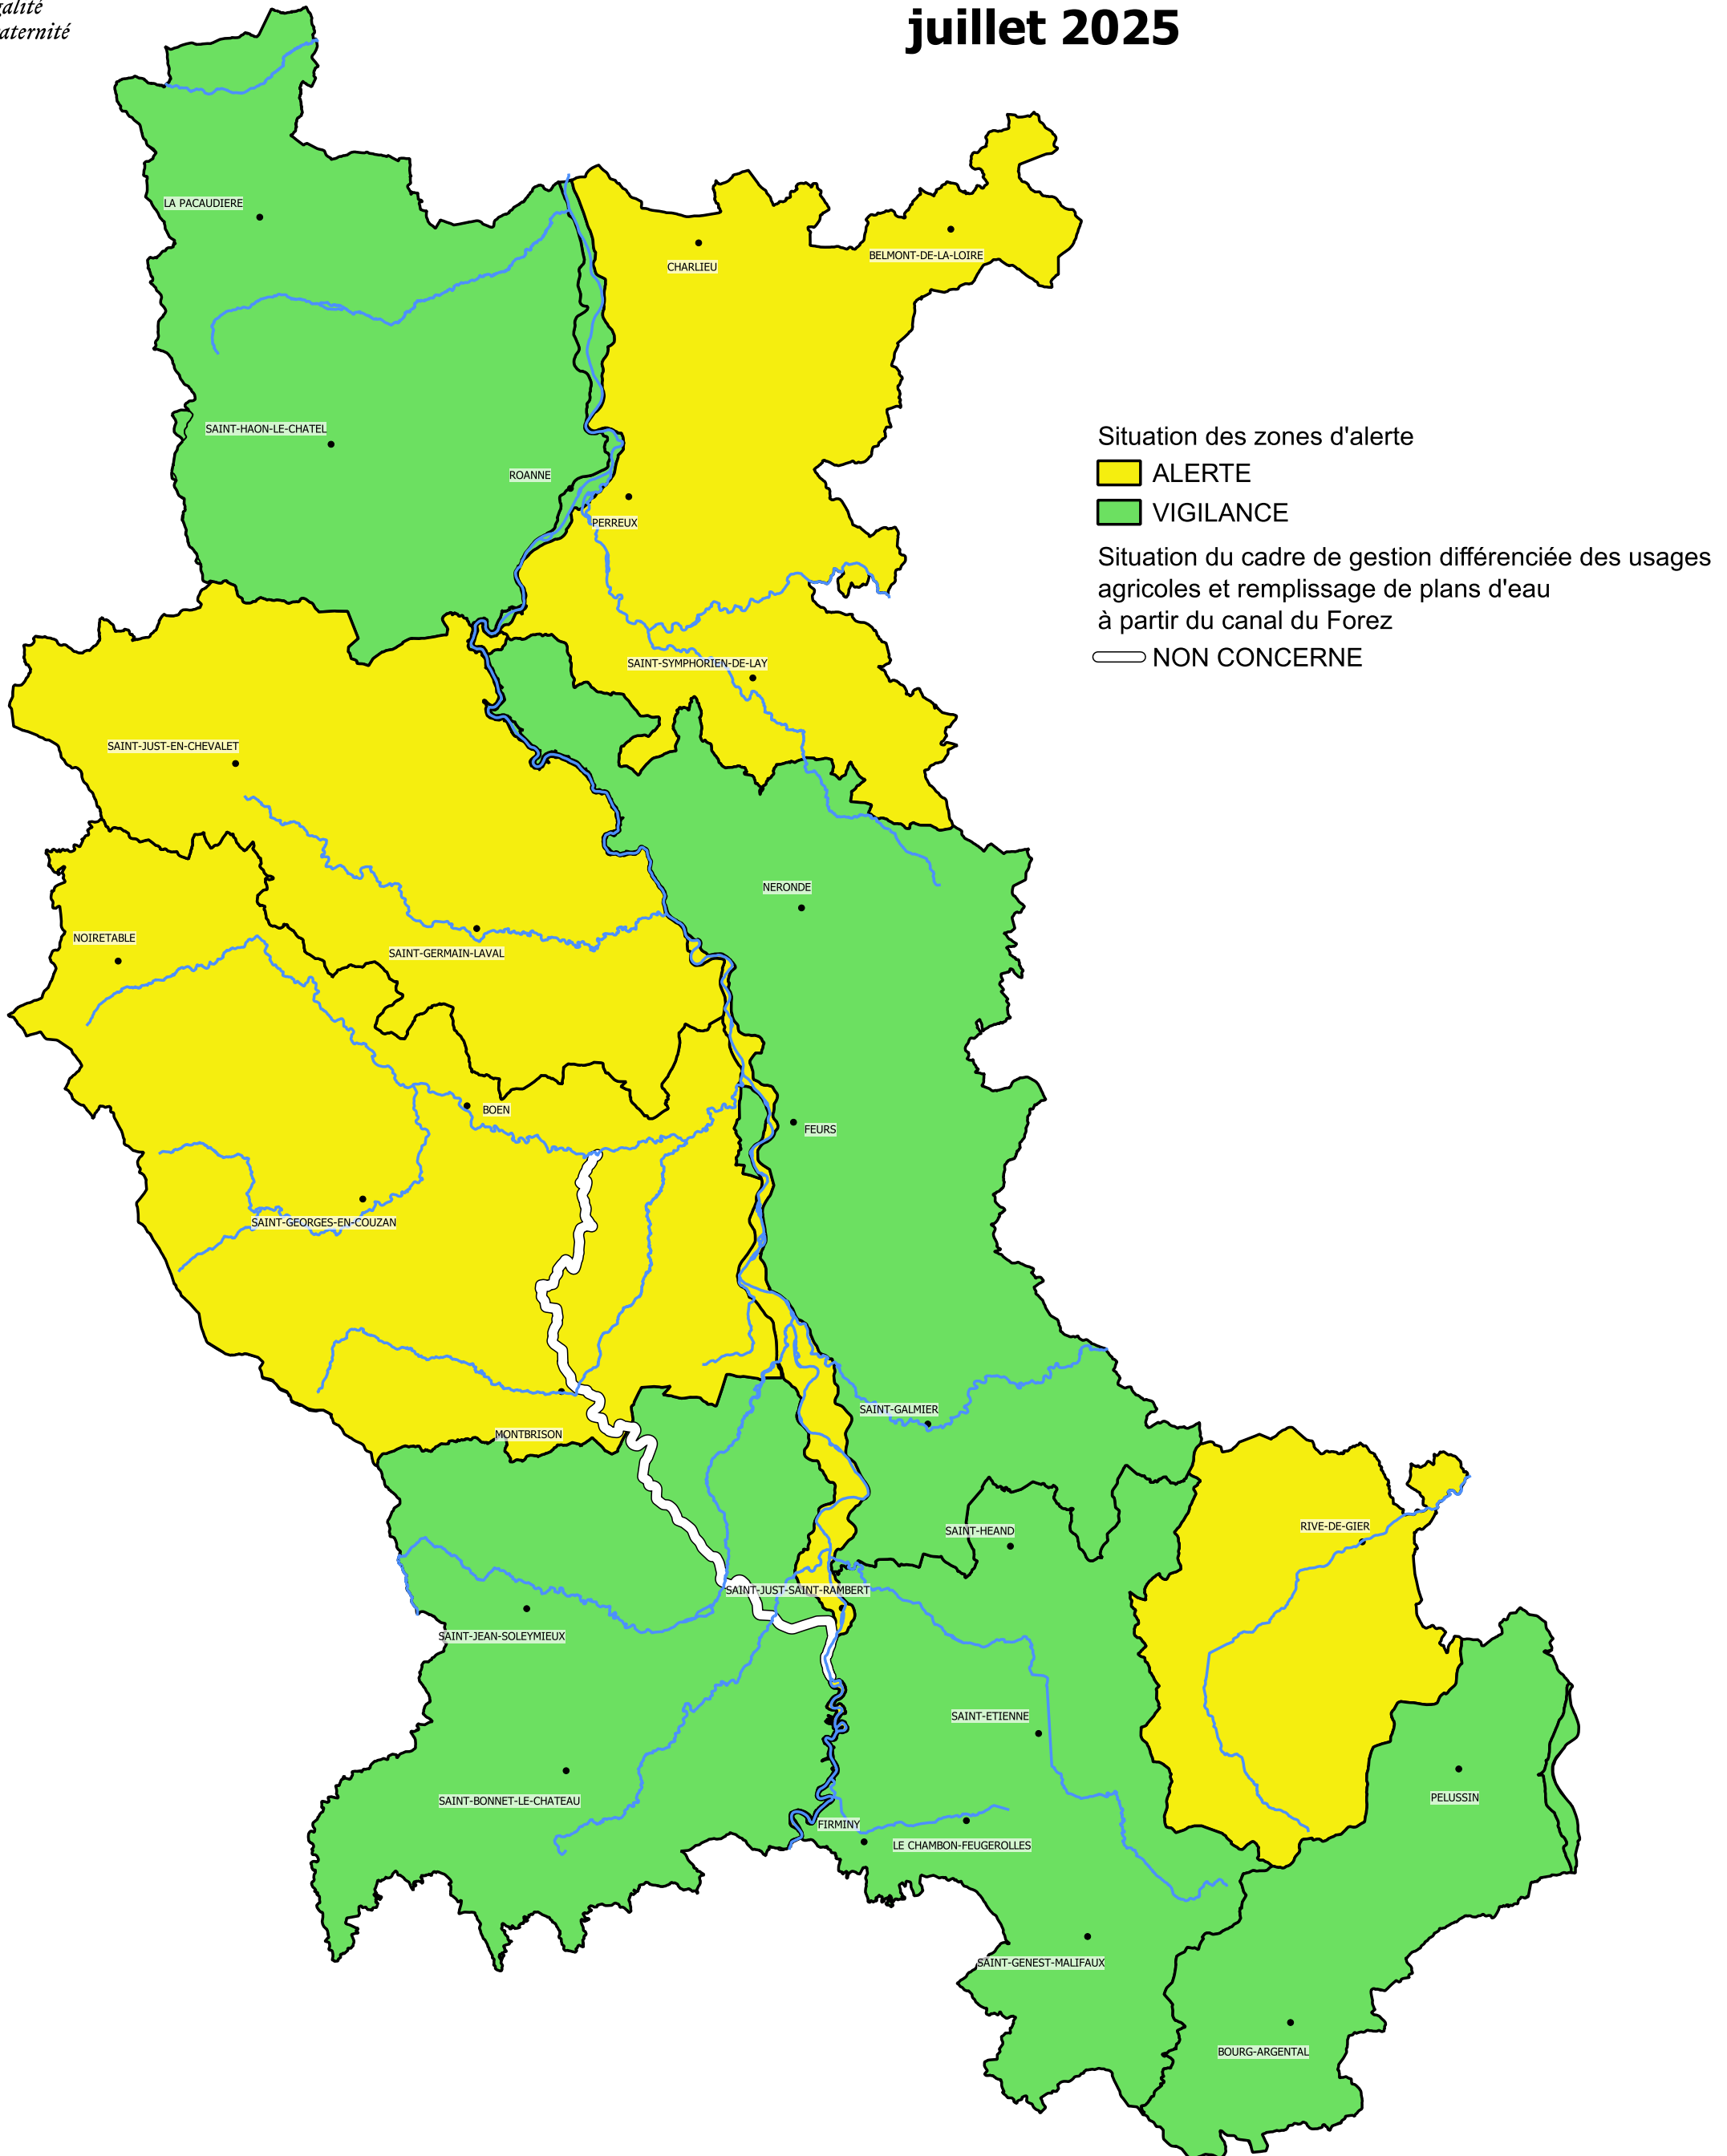 juillet 2025
LA PACAUDIERE
CHARLIEU
BELMONT-DE-LA-LOIRE
SAINT-HAON-LE-CHATEL
ROANNE
PERREUX
Situation des zones d'alerte
ALERTE
VIGILANCE
Situation du cadre de gestion différenciée des usages
agricoles et remplissage de plans d'eau
à partir du canal du Forez
NON CONCERNE
SAINT-SYMPHORIEN-DE-LAY
SAINT-JUST-EN-CHEVALET
NERONDE
NOIRETABLE
SAINT-GERMAIN-LAVAL
BOEN
FEURS
SAINT-GEORGES-EN-COUZAN
SAINT-GALMIER
MONTBRISON
SAINT-HEAND
RIVE-DE-GIER
SAINT-JUST-SAINT-RAMBERT
SAINT-JEAN-SOLEYMIEUX
SAINT-ETIENNE
PELUSSIN
SAINT-BONNET-LE-CHATEAU
FIRMINY
LE CHAMBON-FEUGEROLLES
SAINT-GENEST-MALIFAUX
BOURG-ARGENTAL